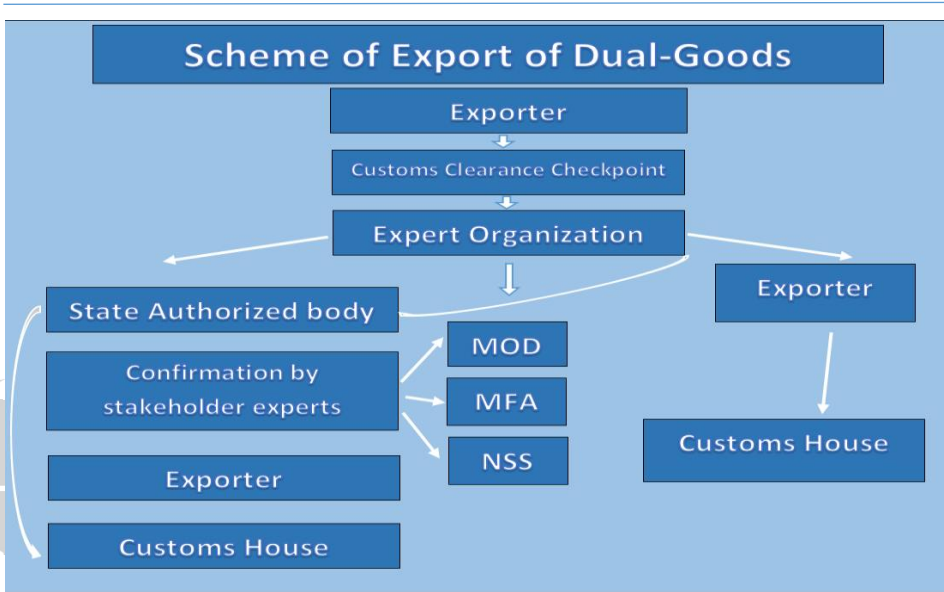 Scheme of Export of Dual-Goods
Exporter
Customs Clearance Checkpoint
Expert Organization
State Authorized body
Confirmation by
stakeholder experts
Exporter
Customs House
MOD
MFA
NSS
Exporter
Customs House